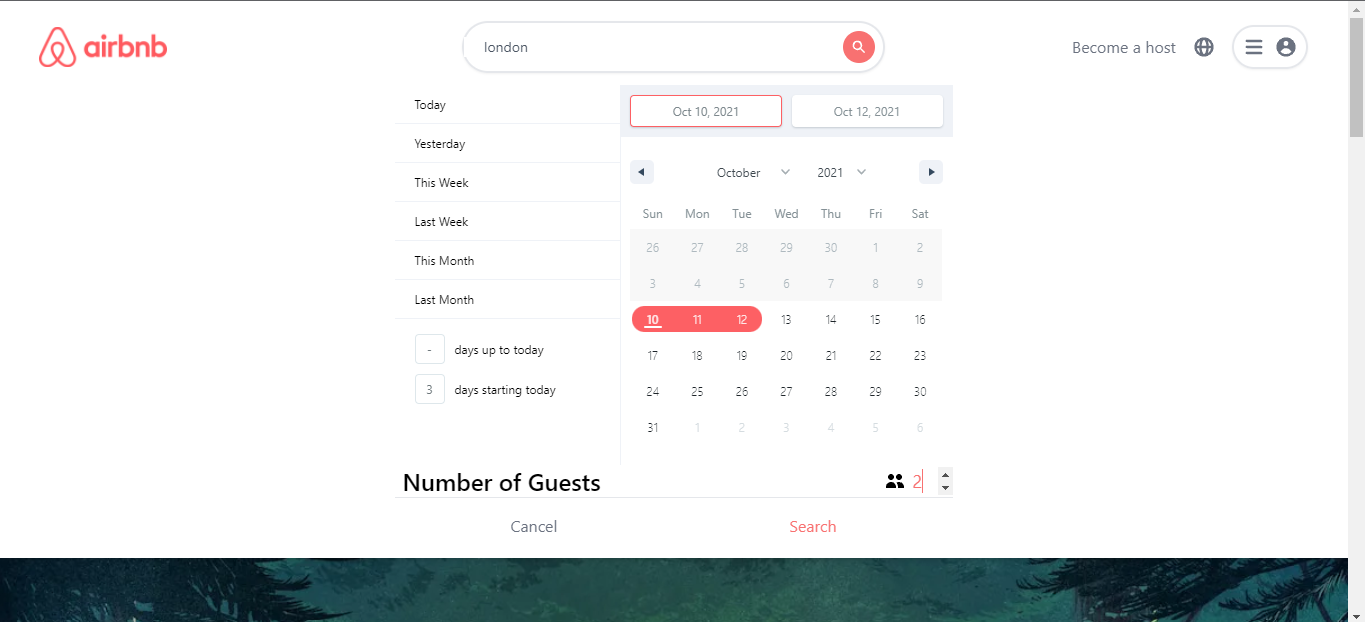 airbnb
london
Become a host
Today
Yesterday
This Week
Last Week
This Month
Last Month
- days up to today
3 days starting today
Oct 10, 2021 Oct 12, 2021
October 2021
Sun Mon Tue Wed Thu Fri Sat
26 27 28 29 30 1 2
3 4 5 6 7 8 9
10 11 12 13 14 15 16
17 18 19 20 21 22 23
24 25 26 27 28 29 30
31 1 2 3 4 5 6
Number of Guests 2
Cancel Search